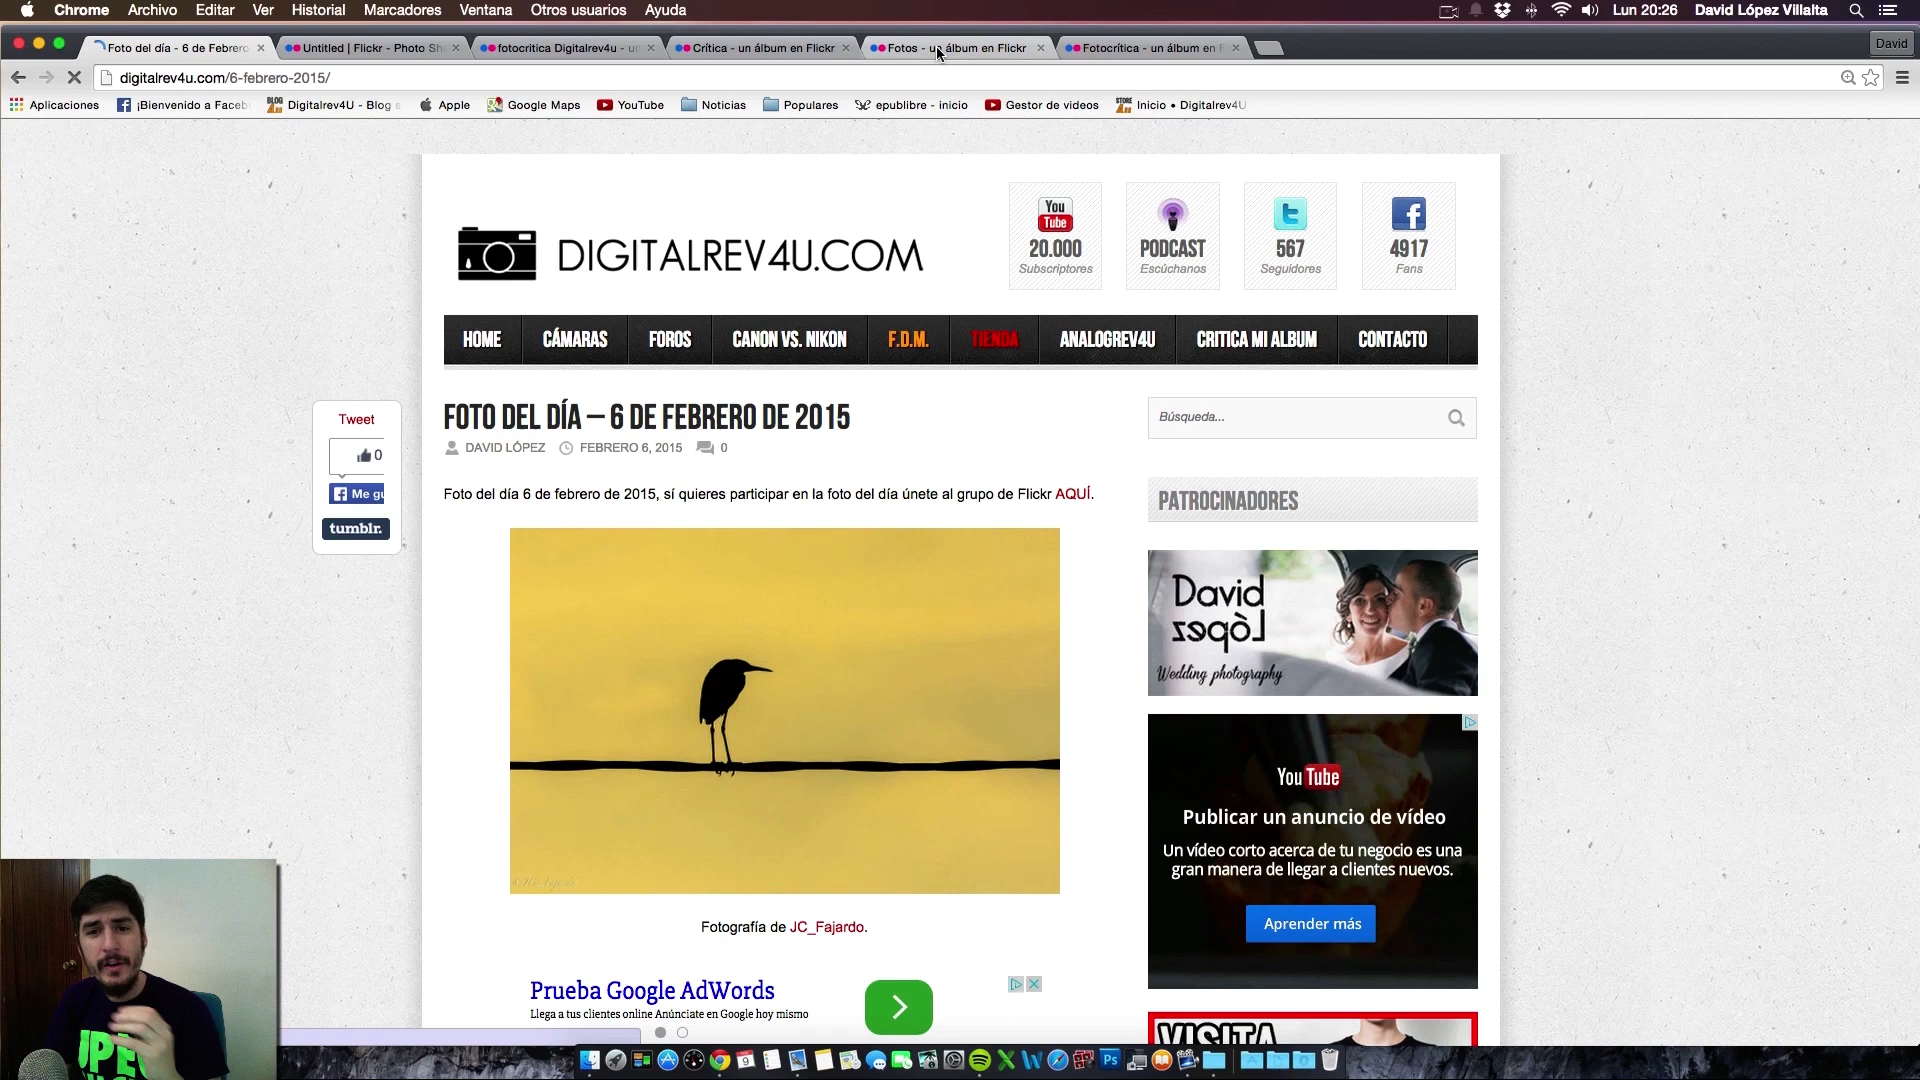 Chrome Archivo Editar Ver Historial Marcadores Ventana Otros usuarios Ayuda Lun 20:26 David López Villalta
Foto del día - 6 de Febrero Untitled | Flickr - Photo Sh fotocritica Digitalrev4u - un Crítica - un álbum en Flickr Fotos - un álbum en Flickr Fotocrítica - un álbum en F David
digitalrev4u.com/6-febrero-2015/
Aplicaciones ¡Bienvenido a Faceb Digitalrev4U - Blog s Apple Google Maps YouTube Noticias Populares epublibre - inicio Gestor de videos Inicio • Digitalrev4U
DIGITALREV4U.COM
You Tube
20.000
Subscriptores
PODCAST
Escúchanos
567
Seguidores
4917
Fans
HOME CÁMARAS FOROS CANON VS. NIKON F.D.M. TIENDA ANALOGREV4U CRITICA MI ALBUM CONTACTO
Tweet
0
Me gu
tumblr.
FOTO DEL DÍA – 6 DE FEBRERO DE 2015
DAVID LÓPEZ FEBRERO 6, 2015 0
Foto del día 6 de febrero de 2015, sí quieres participar en la foto del día únete al grupo de Flickr AQUÍ.
Fotografía de JC_Fajardo.
Prueba Google AdWords
Llega a tus clientes online Anúnciate en Google hoy mismo
Búsqueda...
PATROCINADORES
David
López
Wedding photography
YouTube
Publicar un anuncio de vídeo
Un vídeo corto acerca de tu negocio es una
gran manera de llegar a clientes nuevos.
Aprender más
VISITA